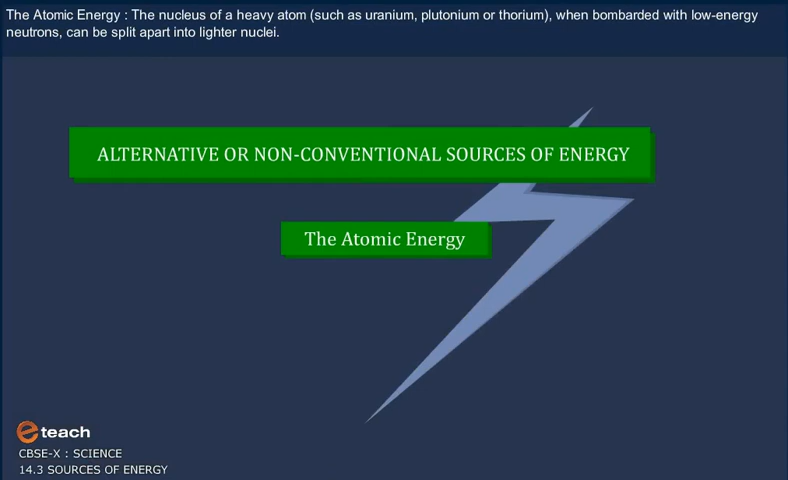 The Atomic Energy : The nucleus of a heavy atom (such as uranium, plutonium or thorium), when bombarded with low-energy
neutrons, can be split apart into lighter nuclei.
ALTERNATIVE OR NON-CONVENTIONAL SOURCES OF ENERGY
The Atomic Energy
e teach
CBSE-X : SCIENCE
14.3 SOURCES OF ENERGY